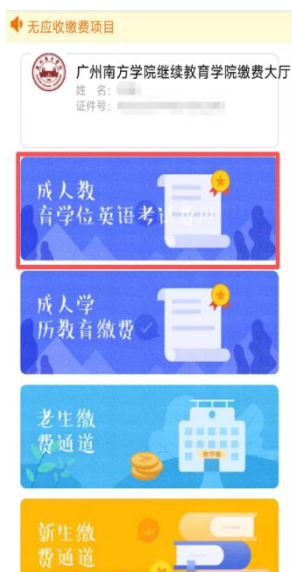 无应收缴费项目
广州南方学院继续教育学院缴费大厅
姓 名:
证件号:
成人教
育学位英语考试
成人学
历教育缴费
老生缴
费通道
教学楼
新生缴
费通道